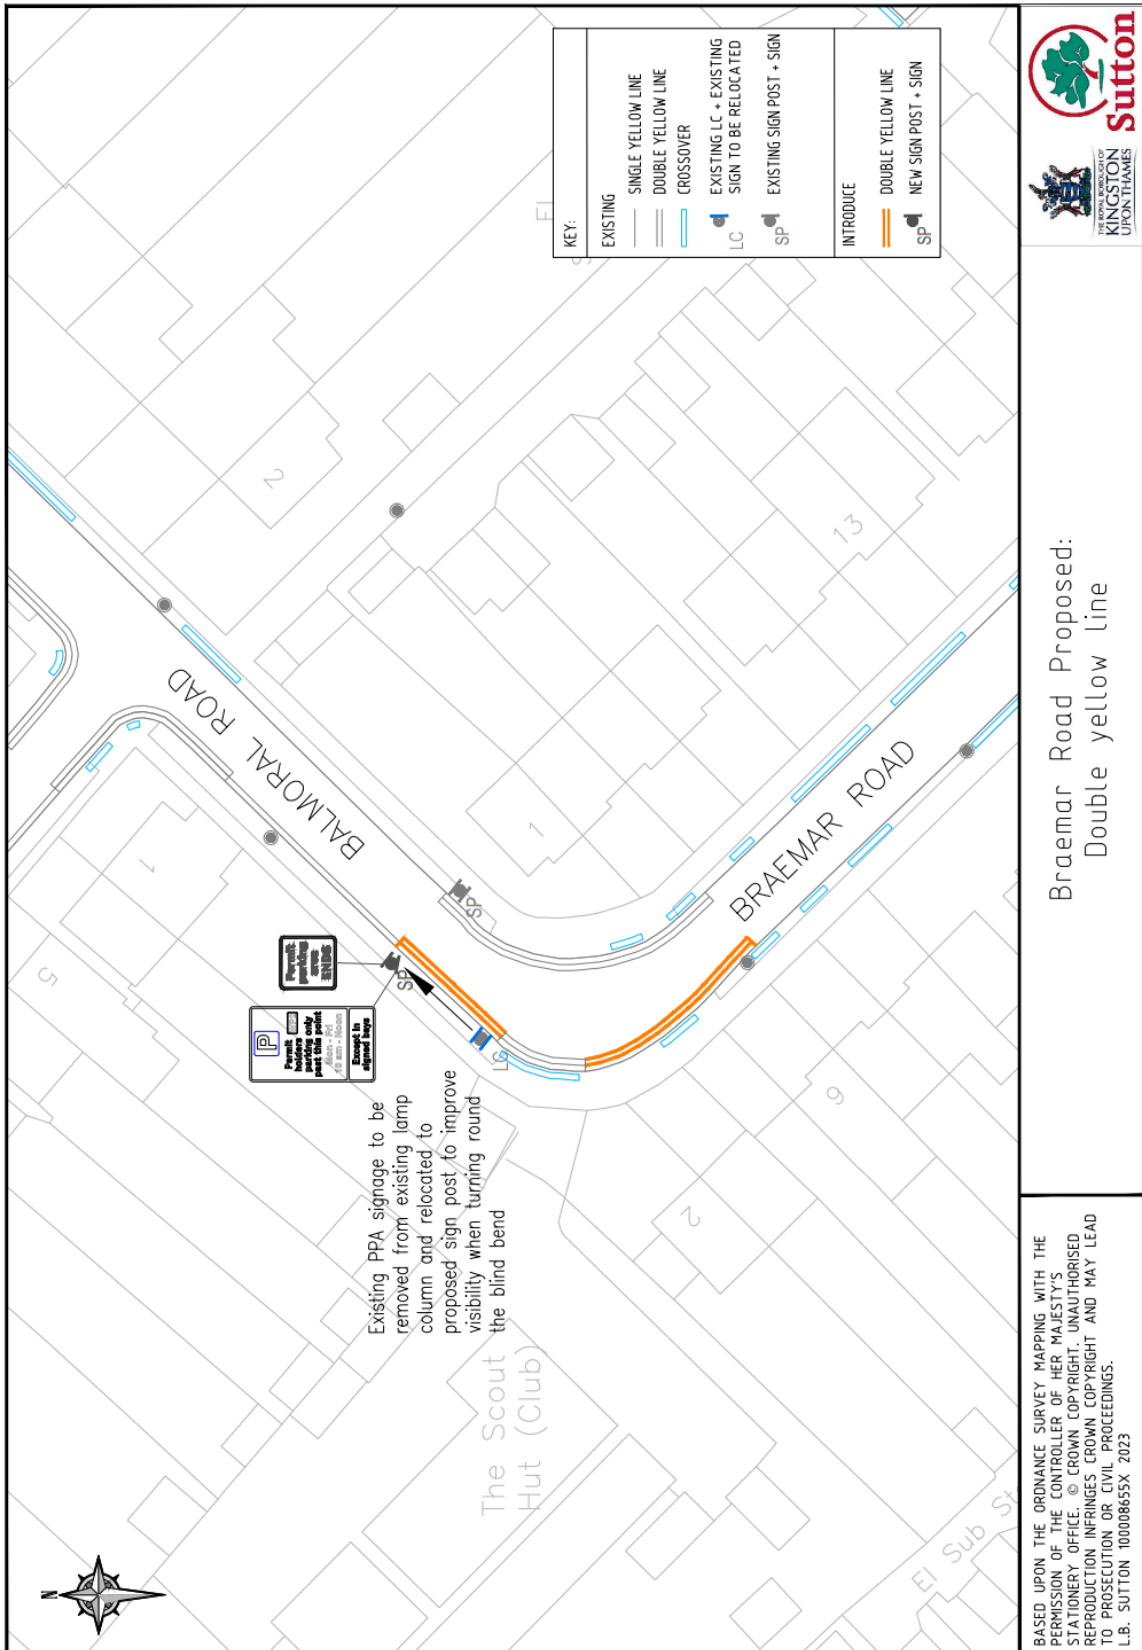 N
KEY:
EXISTING
SINGLE YELLOW LINE
DOUBLE YELLOW LINE
CROSSOVER
LC
EXISTING LC + EXISTING
SIGN TO BE RELOCATED
SP
EXISTING SIGN POST + SIGN
INTRODUCE
DOUBLE YELLOW LINE
SP
NEW SIGN POST + SIGN
El
2
13
1
1
5
BALMORAL ROAD
BRAEMAR ROAD
SP
SP
LC
Permit
parking
area
ENDS
P
Permit
holders
parking only
past this point
Mon - Fri
10 am - Noon
Except in
signed bays
Existing PPA signage to be
removed from existing lamp
column and relocated to
proposed sign post to improve
visibility when turning round
the blind bend
The Scout
Hut (Club)
2
6
El Sub St
Braemar Road Proposed:
Double yellow line
THE ROYAL BOROUGH OF
KINGSTON
UPON THAMES
Sutton
BASED UPON THE ORDNANCE SURVEY MAPPING WITH THE
PERMISSION OF THE CONTROLLER OF HER MAJESTY'S
STATIONERY OFFICE. © CROWN COPYRIGHT. UNAUTHORISED
REPRODUCTION INFRINGES CROWN COPYRIGHT AND MAY LEAD
TO PROSECUTION OR CIVIL PROCEEDINGS.
L.B. SUTTON 100008655X 2023